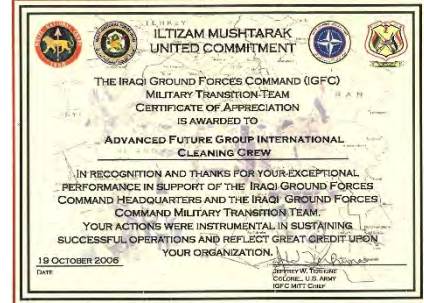 ILTIZAM MUSHTARAK
UNITED COMMITMENT
THE IRAQI GROUND FORCES COMMAND (IGFC)
MILITARY TRANSITION TEAM
CERTIFICATE OF APPRECIATION
IS AWARDED TO
ADVANCED FUTURE GROUP INTERNATIONAL
CLEANING CREW
IN RECOGNITION AND THANKS FOR YOUR EXCEPTIONAL
PERFORMANCE IN SUPPORT OF THE IRAQI GROUND FORCES
COMMAND HEADQUARTERS AND THE IRAQI GROUND FORCES
COMMAND MILITARY TRANSITION TEAM.
YOUR ACTIONS WERE INSTRUMENTAL IN SUSTAINING
SUCCESSFUL OPERATIONS AND REFLECT GREAT CREDIT UPON
YOUR ORGANIZATION.
19 OCTOBER 2006
DATE
JEFFREY W.
COLONEL, U.S. ARMY
IGFC MITT CHIEF